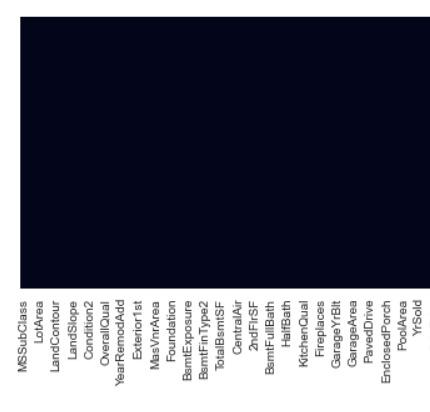 MSSubClass
LotArea
LandContour
LandSlope
Condition2
OverallQual
YearRemodAdd
Exterior1st
MasVnrArea
Foundation
BsmtExposure
BsmtFinType2
TotalBsmtSF
CentralAir
2ndFlrSF
BsmtFullBath
HalfBath
KitchenQual
Fireplaces
GarageYrBlt
GarageArea
PavedDrive
EnclosedPorch
PoolArea
YrSold